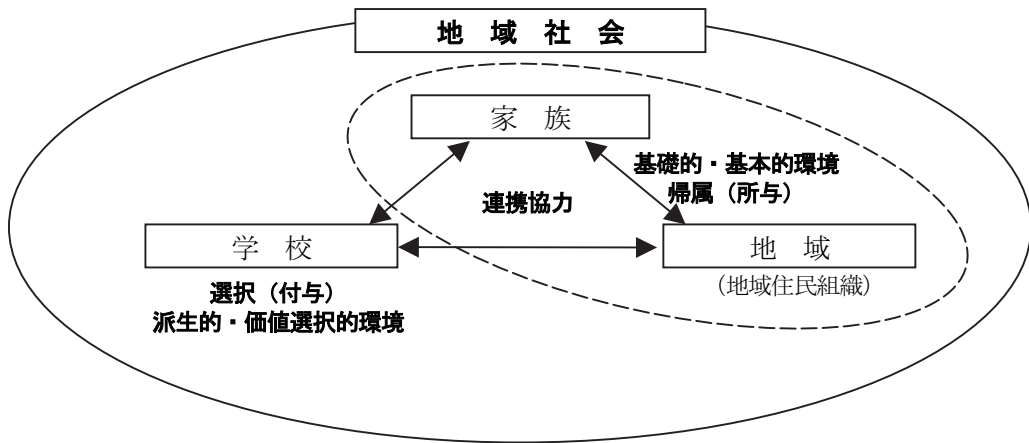 地 域 社 会
家 族
基礎的・基本的環境
帰属（所与）
連携協力
学 校
地 域
（地域住民組織）
選択（付与）
派生的・価値選択的環境